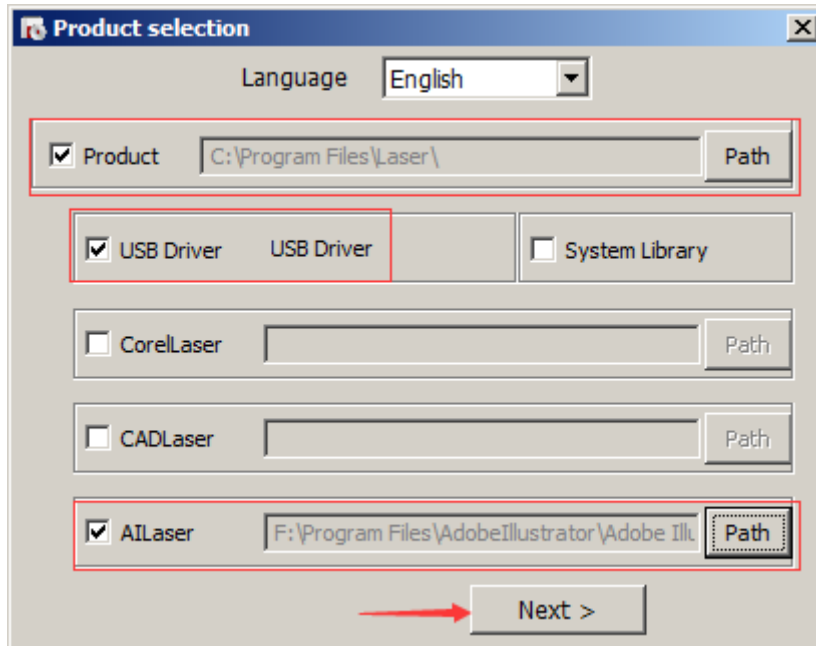 Product selection
Language English
Product C:\Program Files\Laser\ Path
USB Driver USB Driver System Library
CorelLaser Path
CADLaser Path
AILaser F:\Program Files\AdobeIllustrator\Adobe Illu Path
Next >